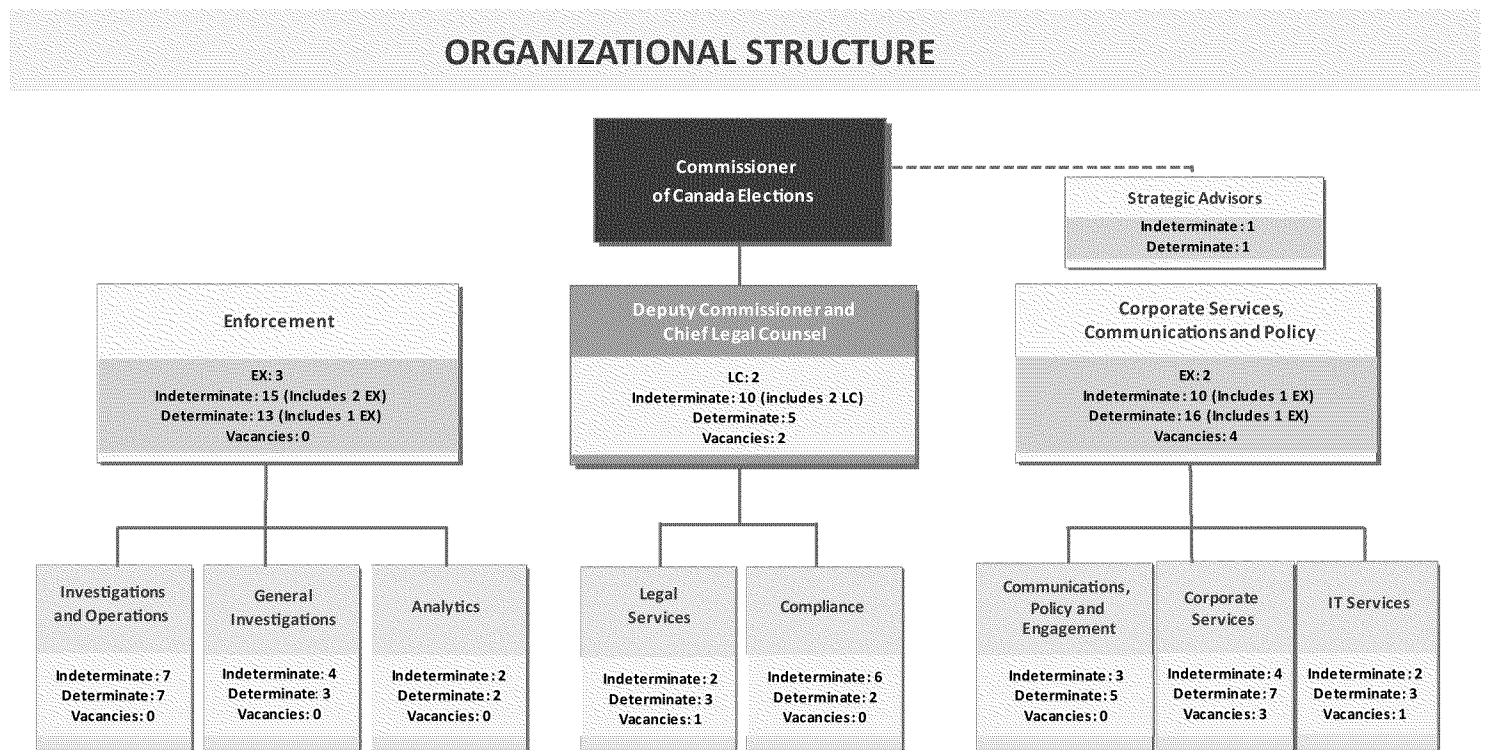 ORGANIZATIONAL STRUCTURE
Commissioner
of Canada Elections
Strategic Advisors
Indeterminate: 1
Determinate: 1
Enforcement
EX: 3
Indeterminate: 15 (Includes 2 EX)
Determinate: 13 (Includes 1 EX)
Vacancies: 0
Deputy Commissioner and
Chief Legal Counsel
LC: 2
Indeterminate: 10 (includes 2 LC)
Determinate: 5
Vacancies: 2
Corporate Services,
Communications and Policy
EX: 2
Indeterminate: 10 (Includes 1 EX)
Determinate: 16 (Includes 1 EX)
Vacancies: 4
Investigations
and Operations
Indeterminate: 7
Determinate: 7
Vacancies: 0
General
Investigations
Indeterminate: 4
Determinate: 3
Vacancies: 0
Analytics
Indeterminate: 2
Determinate: 2
Vacancies: 0
Legal
Services
Indeterminate: 2
Determinate: 3
Vacancies: 1
Compliance
Indeterminate: 6
Determinate: 2
Vacancies: 0
Communications,
Policy and
Engagement
Indeterminate: 3
Determinate: 5
Vacancies: 0
Corporate
Services
Indeterminate: 4
Determinate: 7
Vacancies: 3
IT Services
Indeterminate: 2
Determinate: 3
Vacancies: 1